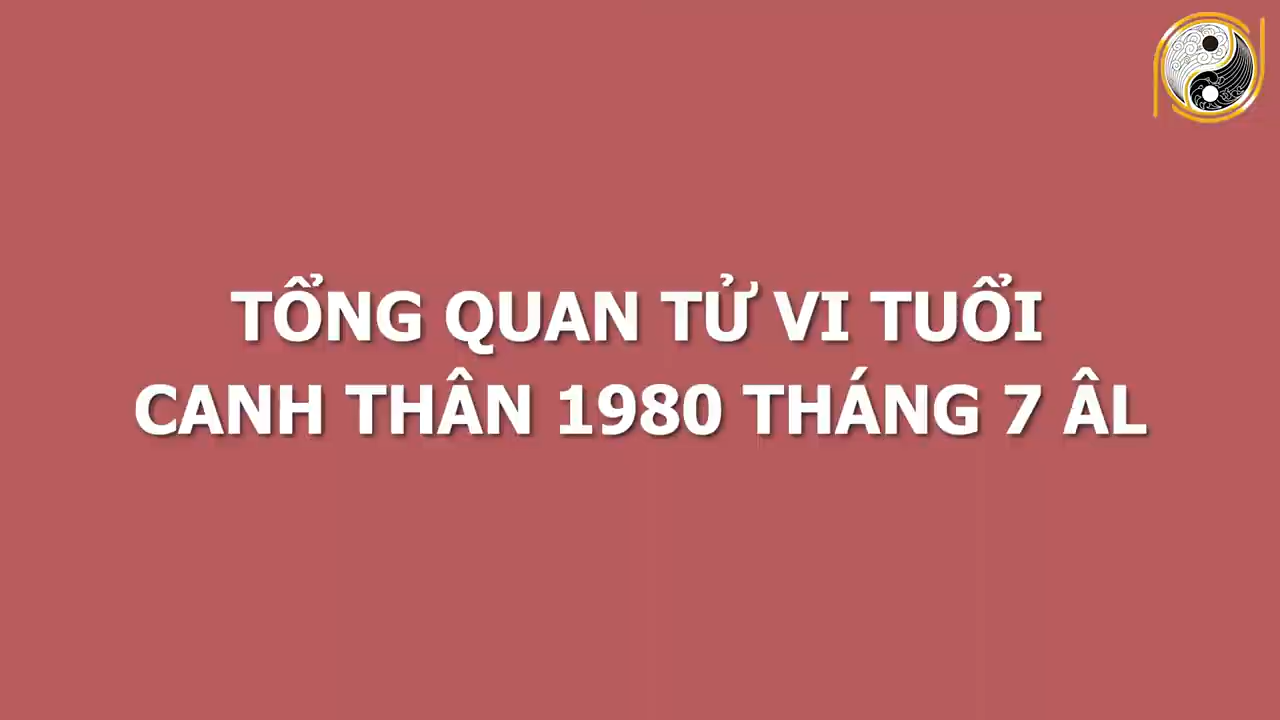 TỔNG QUAN TỬ VI TUỔI
CANH THÂN 1980 THÁNG 7 ÂL